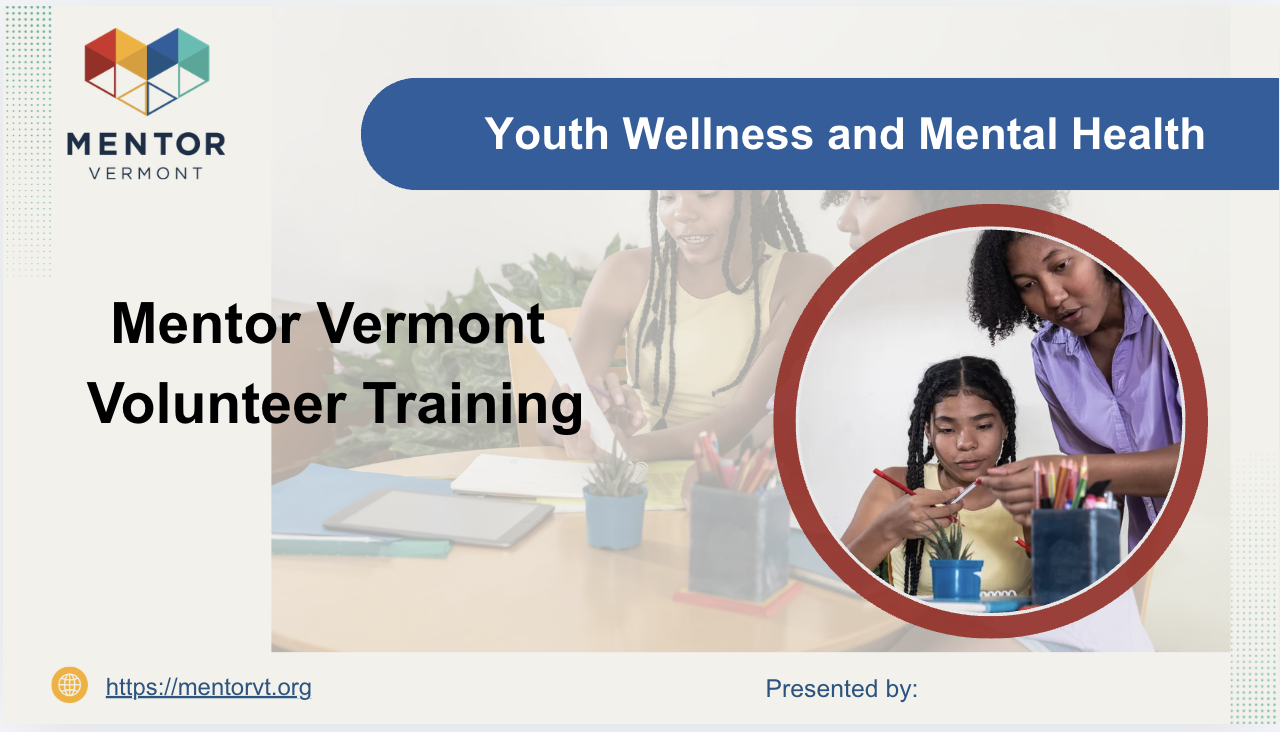 MENTOR
VERMONT
Youth Wellness and Mental Health
Mentor Vermont
Volunteer Training
https://mentorvt.org
Presented by: